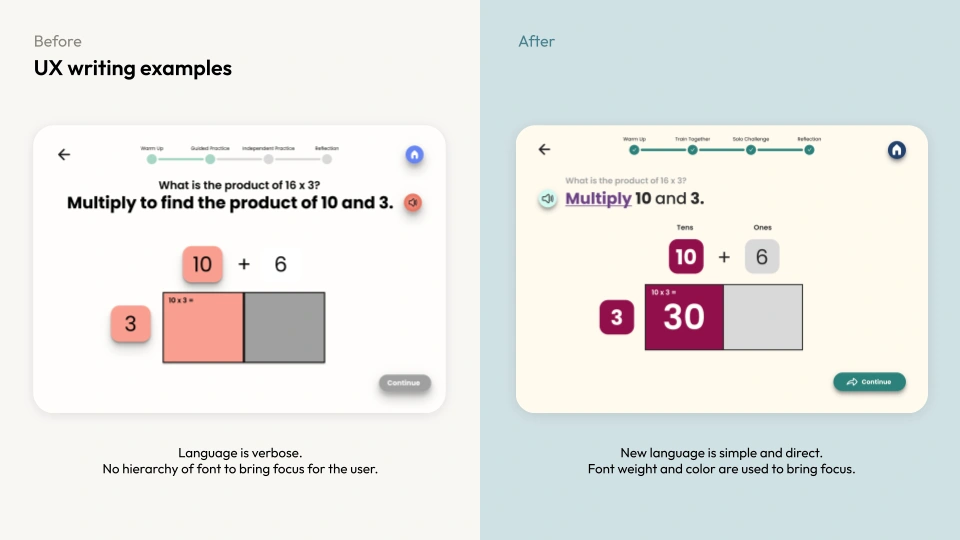 Before
UX writing examples
Warm Up Guided Practice Independent Practice Reflection
What is the product of 16 x 3?
Multiply to find the product of 10 and 3.
10 + 6
10 x 3 =
3
Continue
Language is verbose.
No hierarchy of font to bring focus for the user.
After
Warm Up Train Together Solo Challenge Reflection
What is the product of 16 x 3?
Multiply 10 and 3.
Tens Ones
10 + 6
10 x 3 =
3 30
Continue
New language is simple and direct.
Font weight and color are used to bring focus.